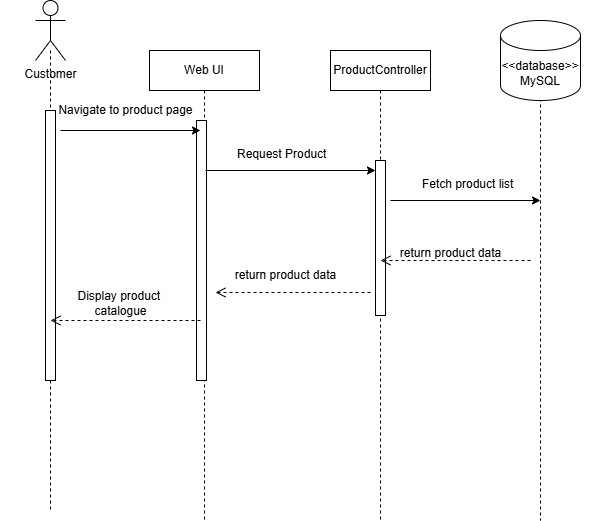 Customer
Web UI
ProductController
<<database>>
MySQL
Navigate to product page
Request Product
Fetch product list
return product data
return product data
Display product
catalogue